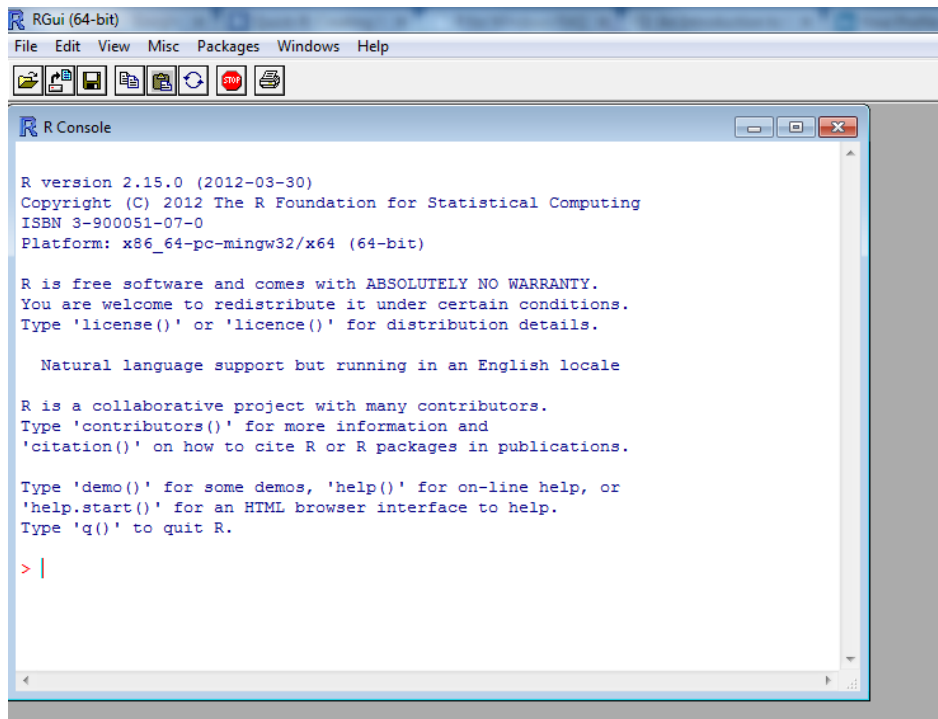 RGui (64-bit)
File Edit View Misc Packages Windows Help
STOP
R Console
R version 2.15.0 (2012-03-30)
Copyright (C) 2012 The R Foundation for Statistical Computing
ISBN 3-900051-07-0
Platform: x86_64-pc-mingw32/x64 (64-bit)
R is free software and comes with ABSOLUTELY NO WARRANTY.
You are welcome to redistribute it under certain conditions.
Type 'license()' or 'licence()' for distribution details.
Natural language support but running in an English locale
R is a collaborative project with many contributors.
Type 'contributors()' for more information and
'citation()' on how to cite R or R packages in publications.
Type 'demo()' for some demos, 'help()' for on-line help, or
'help.start()' for an HTML browser interface to help.
Type 'q()' to quit R.
>